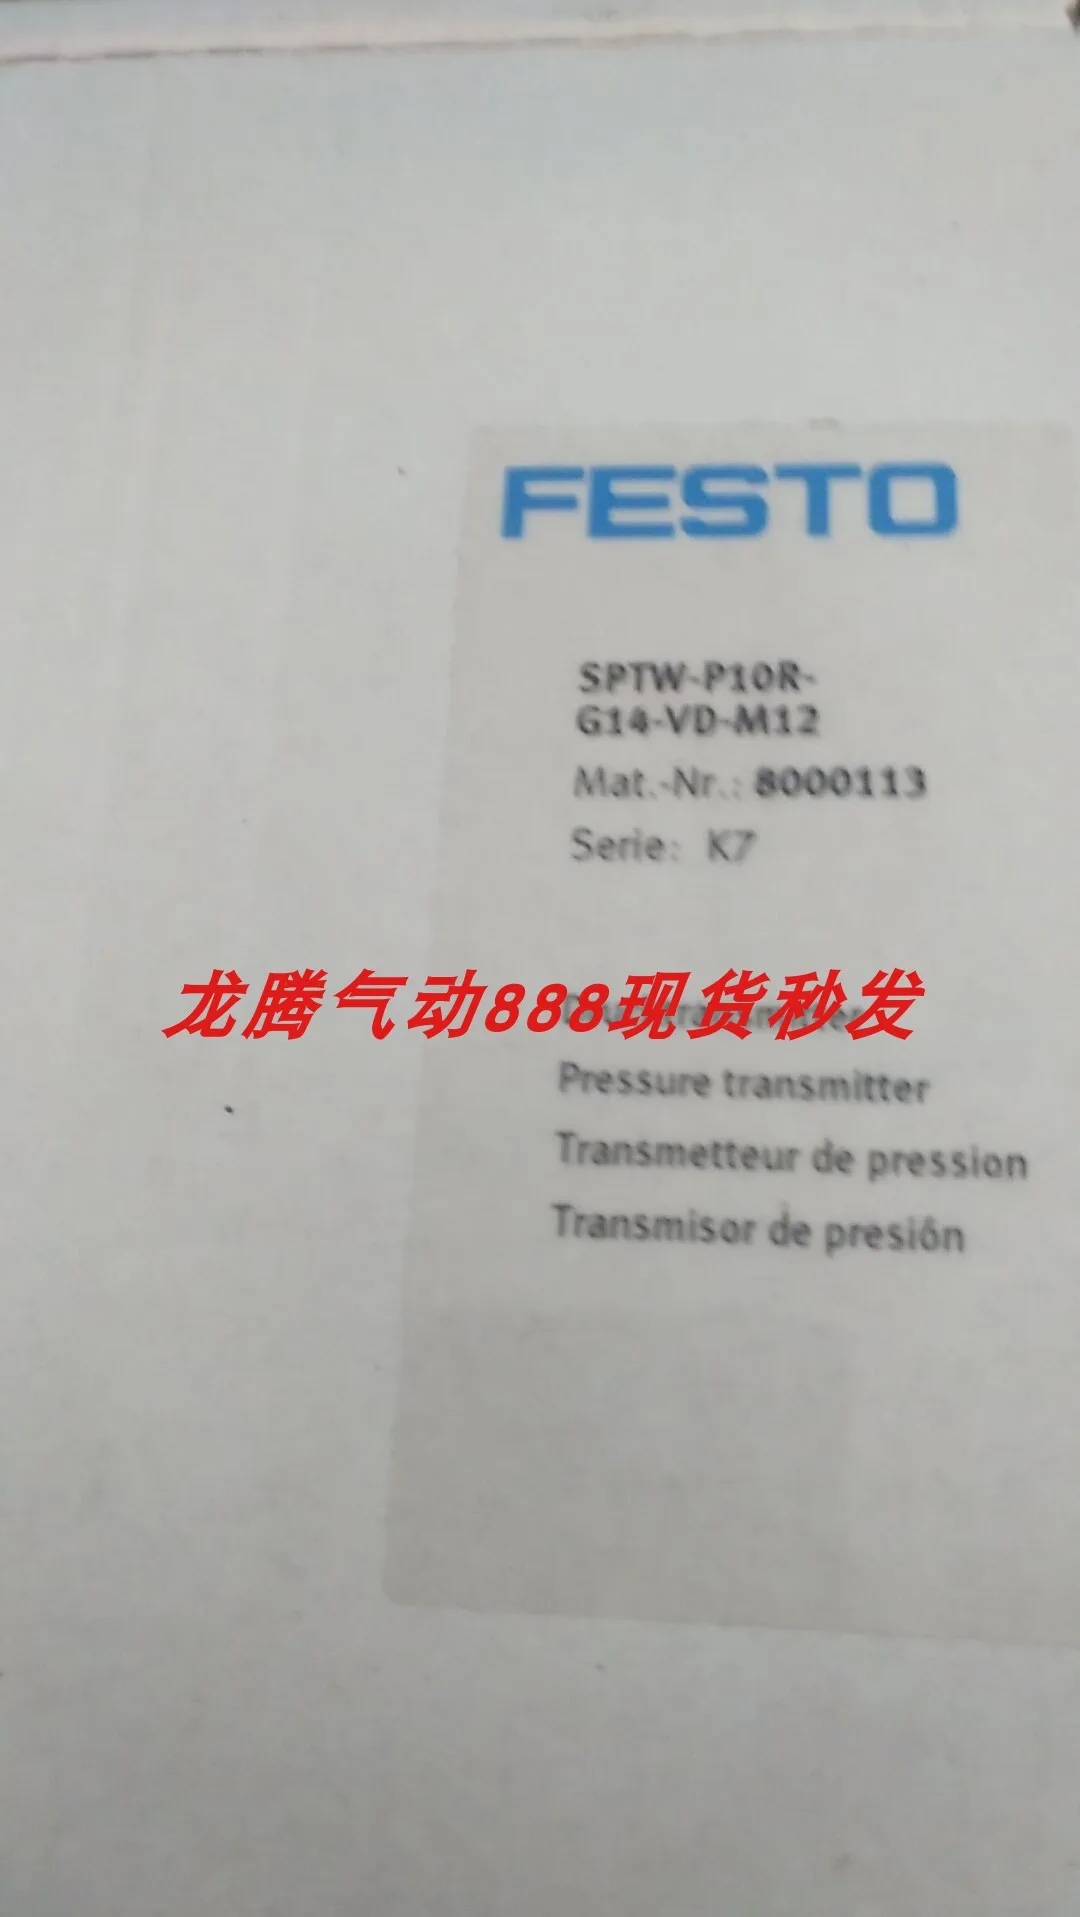 FESTO
SPTW-P10R-
G14-VD-M12
Mat.-Nr.: 8000113
Serie: K7
龙腾气动888现货秒发
Pressure transmitter
Transmetteur de pression
Transmisor de presión